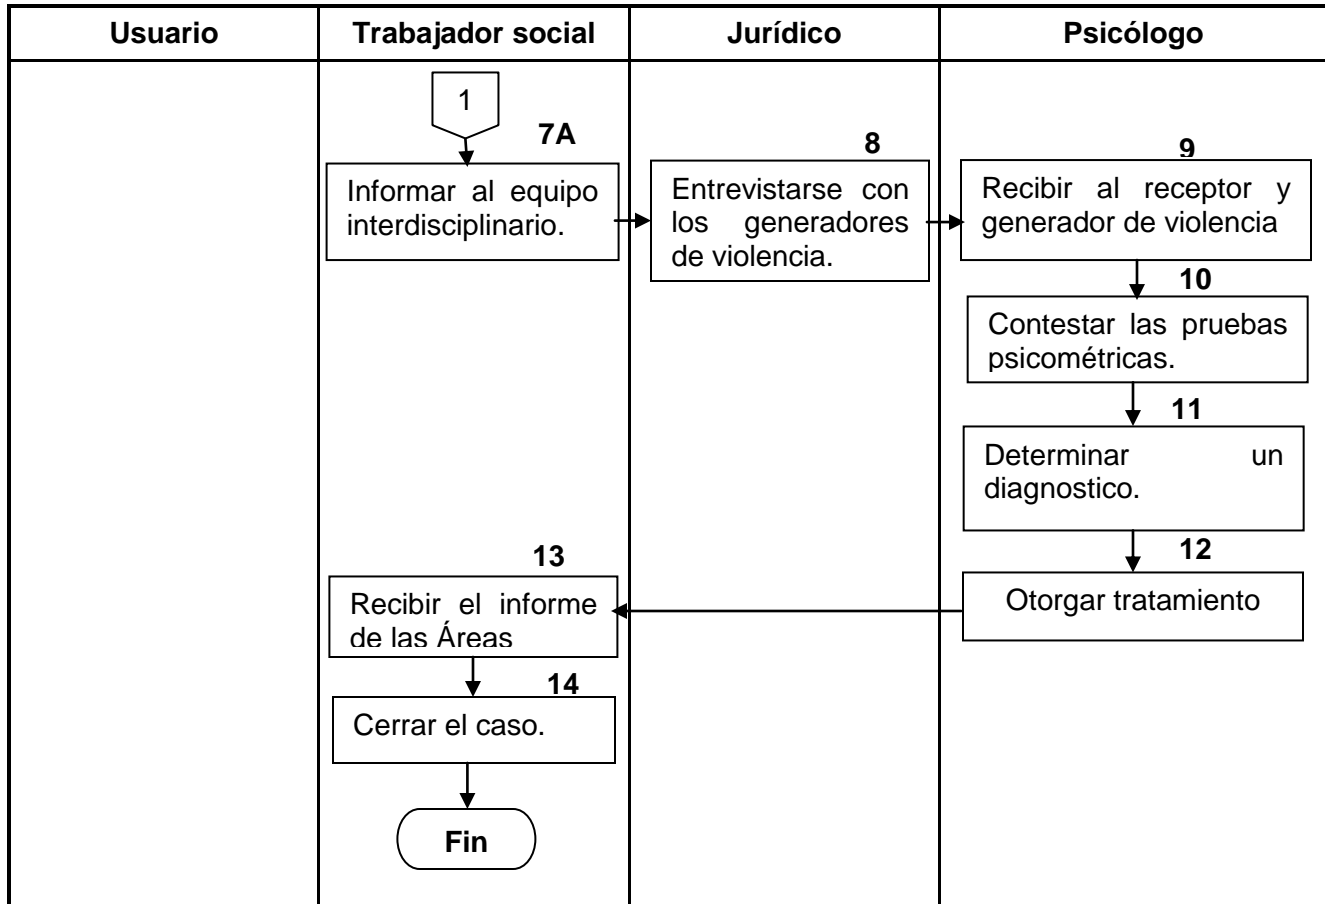 Usuario
Trabajador social
Jurídico
Psicólogo
1
7A
Informar al equipo
interdisciplinario.
8
Entrevistarse con
los generadores
de violencia.
9
Recibir al receptor y
generador de violencia
10
Contestar las pruebas
psicométricas.
11
Determinar un
diagnostico.
12
Otorgar tratamiento
13
Recibir el informe
de las Áreas
14
Cerrar el caso.
Fin